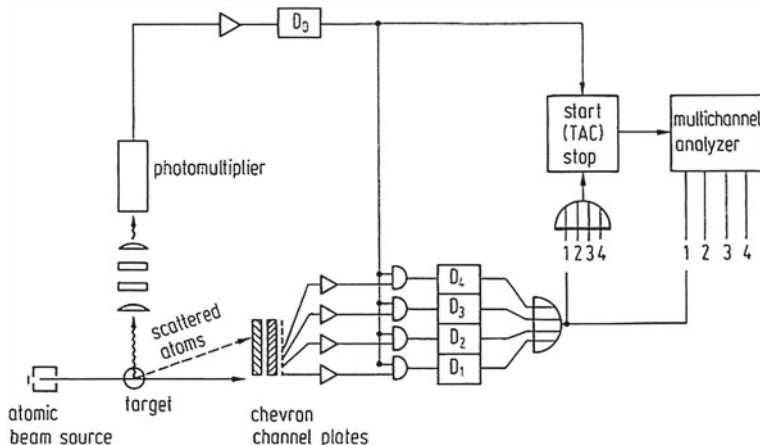 D₀
start
(TAC)
stop
multichannel
analyzer
photomultiplier
1 2 3 4
1 2 3 4
D₄
D₃
D₂
D₁
scattered
atoms
target
atomic
beam source
chevron
channel plates